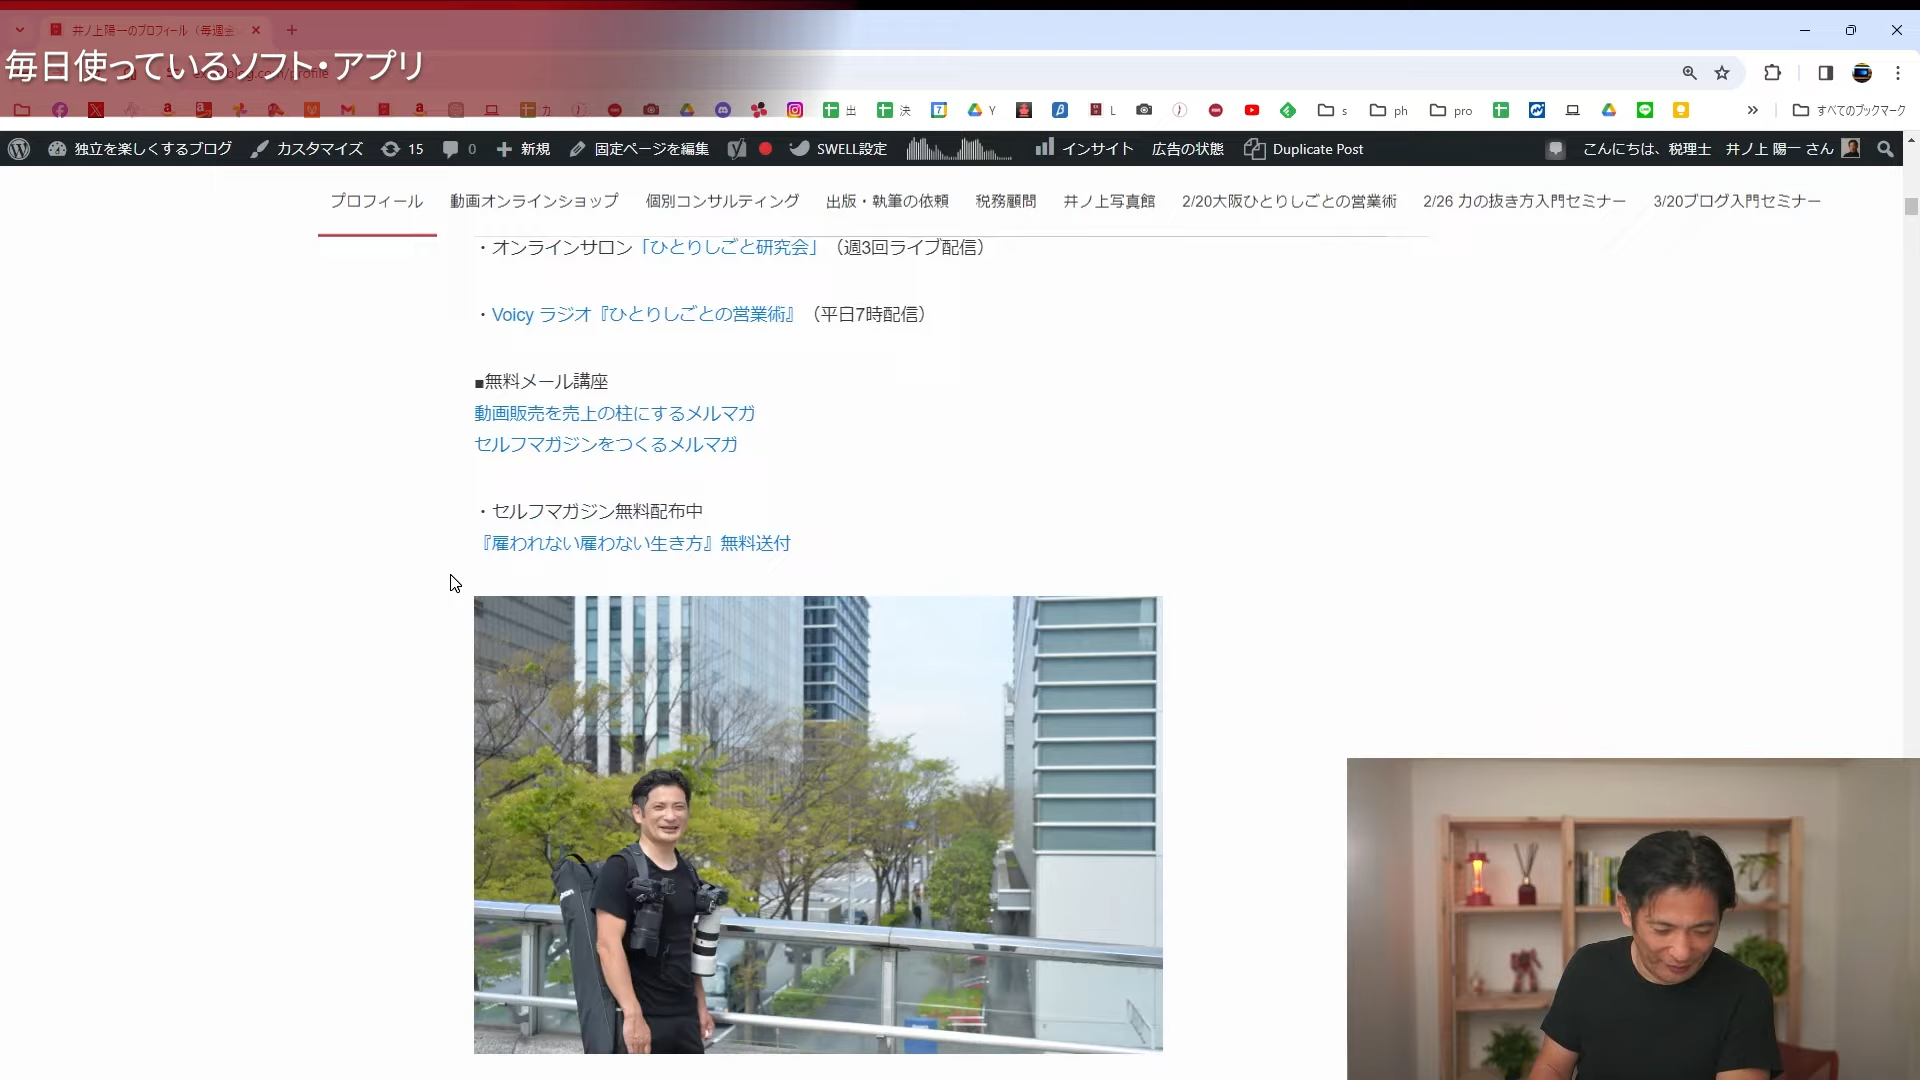 井ノ上陽一のプロフィール（毎週金
毎日使っているソフト・アプリ
カ
出
決
Y
L
s
ph
pro
»
すべてのブックマーク
独立を楽しくするブログ
カスタマイズ
15
0
新規
固定ページを編集
SWELL設定
インサイト
広告の状態
Duplicate Post
こんにちは、税理士 井ノ上 陽一 さん
プロフィール
動画オンラインショップ
個別コンサルティング
出版・執筆の依頼
税務顧問
井ノ上写真館
2/20大阪ひとりしごとの営業術
2/26 力の抜き方入門セミナー
3/20ブログ入門セミナー
・オンラインサロン「ひとりしごと研究会」（週3回ライブ配信）
・Voicy ラジオ『ひとりしごとの営業術』（平日7時配信）
■無料メール講座
動画販売を売上の柱にするメルマガ
セルフマガジンをつくるメルマガ
・セルフマガジン無料配布中
『雇われない雇わない生き方』無料送付